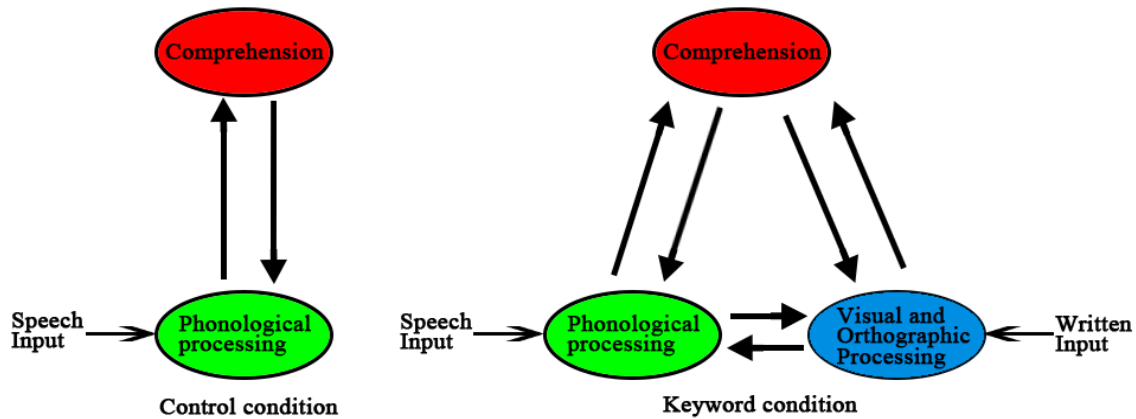 Comprehension
Comprehension
Speech
Input
Phonological
processing
Speech
Input
Phonological
processing
Visual and
Orthographic
Processing
Written
Input
Control condition
Keyword condition